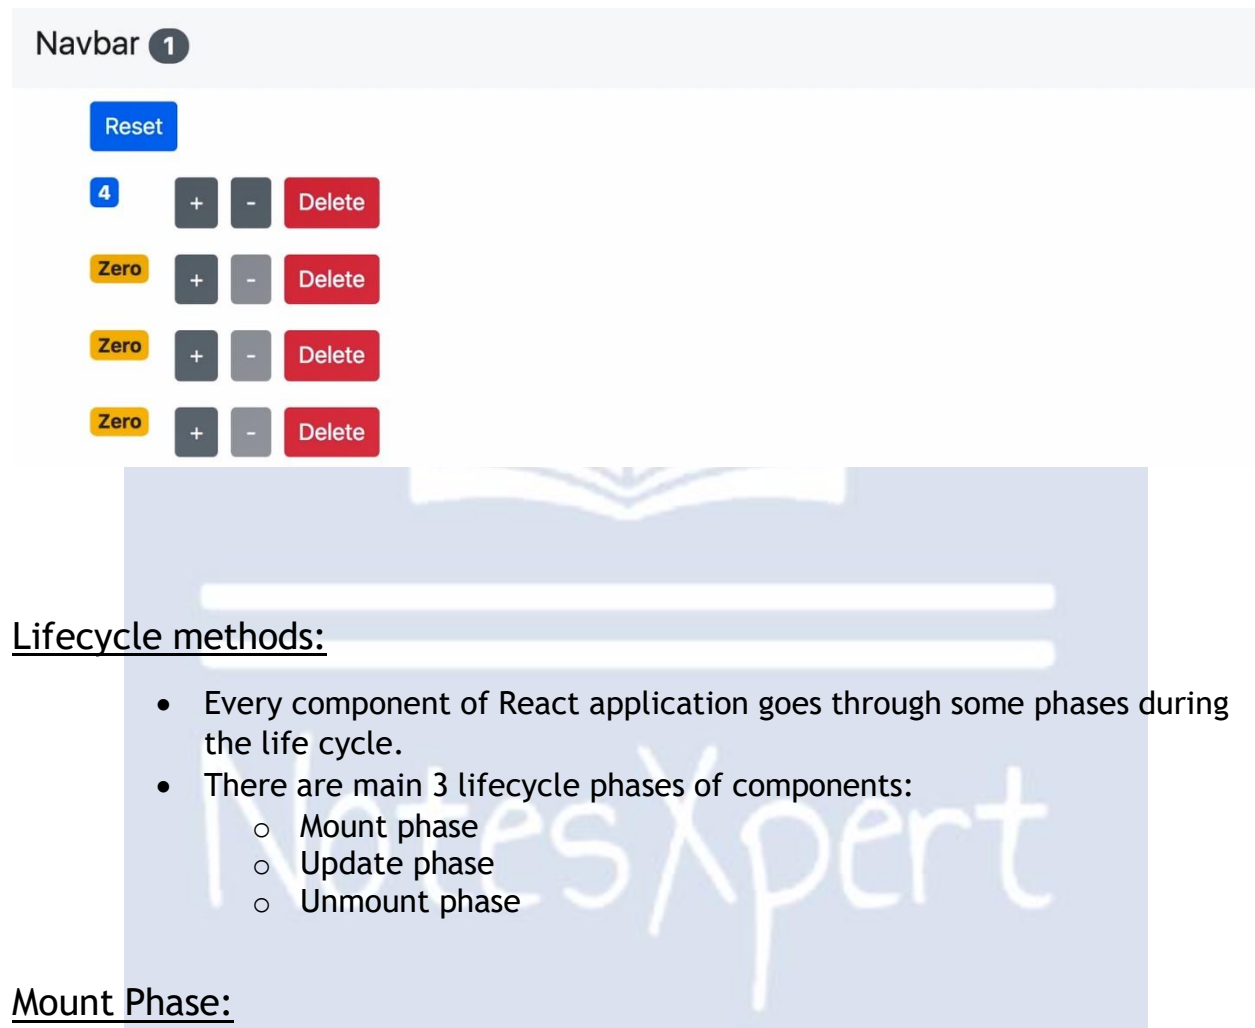 Navbar 1
Reset
4 + - Delete
Zero + - Delete
Zero + - Delete
Zero + - Delete
Lifecycle methods:
• Every component of React application goes through some phases during
the life cycle.
• There are main 3 lifecycle phases of components:
o Mount phase
o Update phase
o Unmount phase
NotesXpert
Mount Phase: